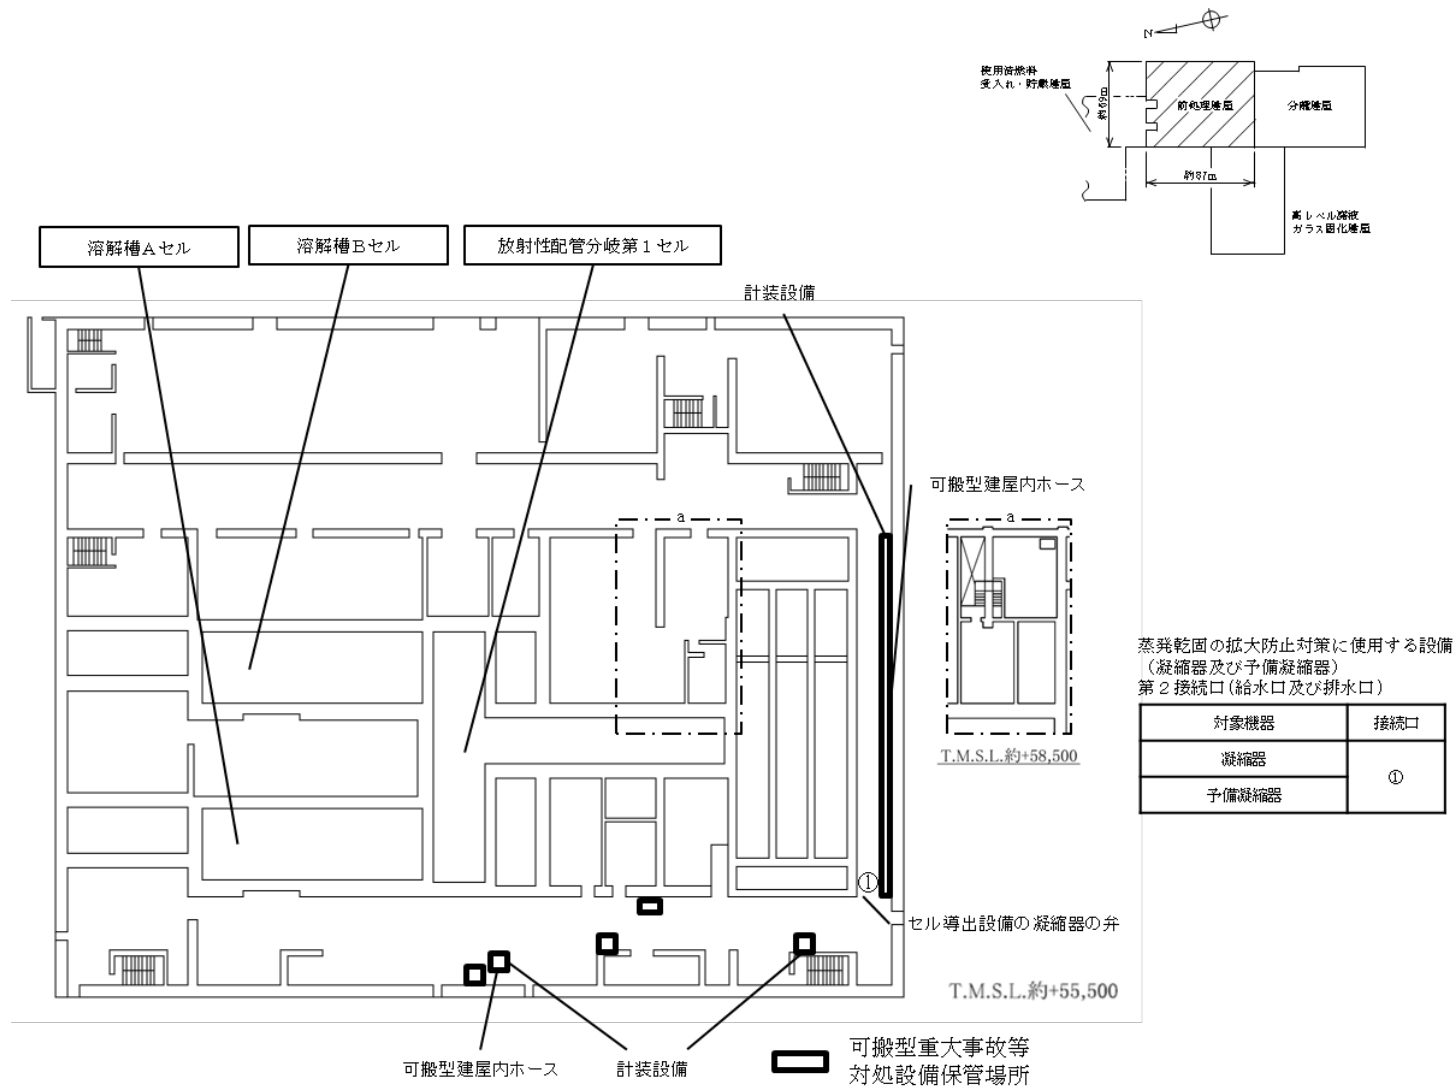 N
使用済燃料
受入れ・貯蔵建屋
約69m
前処理建屋
分離建屋
約87m
高レベル廃液
ガラス固化建屋
溶解槽Aセル
溶解槽Bセル
放射性配管分岐第1セル
計装設備
可搬型建屋内ホース
a
a
T.M.S.L.約+58,500
蒸発乾固の拡大防止対策に使用する設備
(凝縮器及び予備凝縮器)
第2接続口(給水口及び排水口)
対象機器 接続口
凝縮器
①
予備凝縮器
①
セル導出設備の凝縮器の弁
T.M.S.L.約+55,500
可搬型建屋内ホース
計装設備
可搬型重大事故等
対処設備保管場所